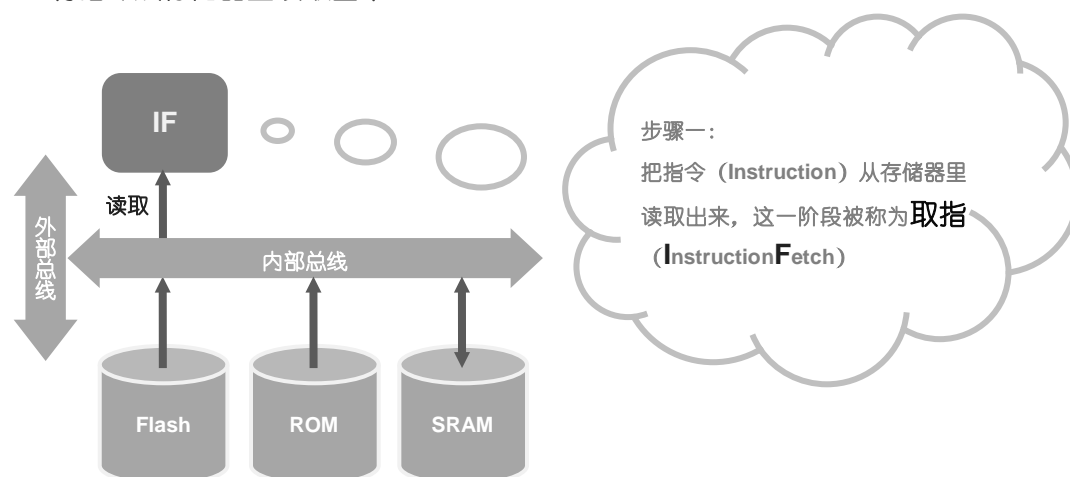 IF
读取
外部总线
内部总线
Flash
ROM
SRAM
步骤一：
把指令（Instruction）从存储器里
读取出来，这一阶段被称为取指
（InstructionFetch）